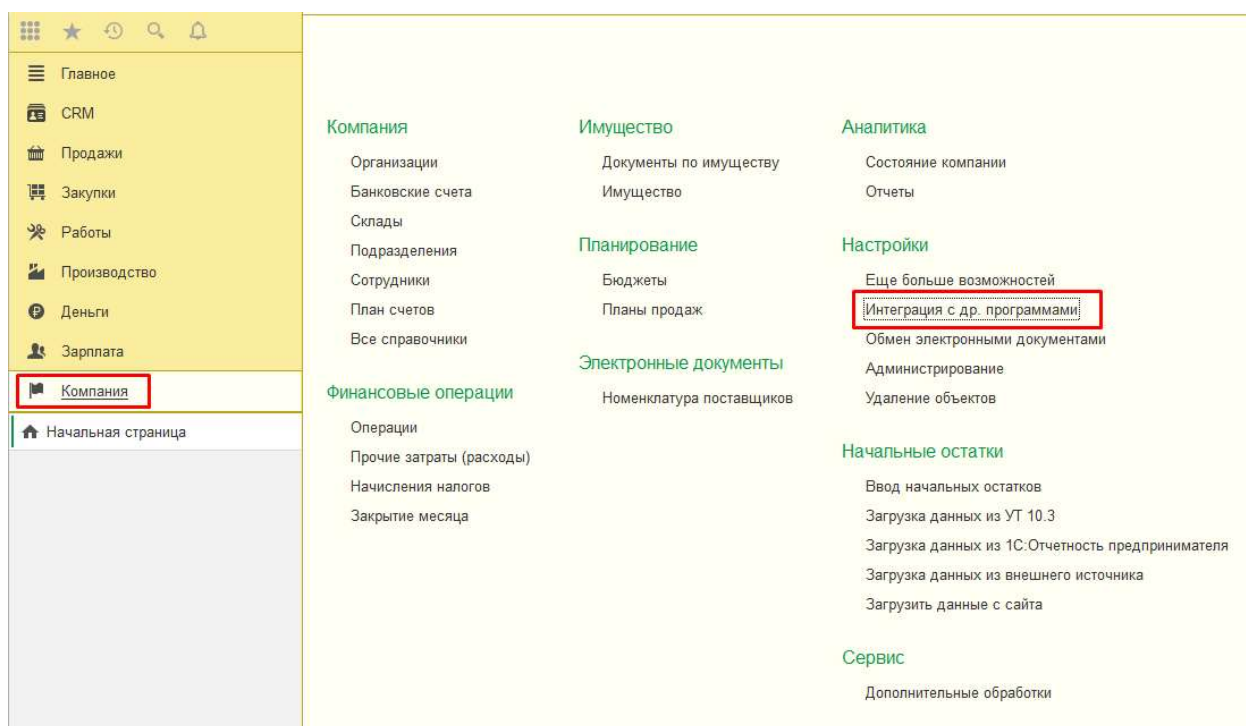 Главное
CRM
Продажи
Закупки
Работы
Производство
Деньги
Зарплата
Компания
Начальная страница
Компания
Организации
Банковские счета
Склады
Подразделения
Сотрудники
План счетов
Все справочники
Финансовые операции
Операции
Прочие затраты (расходы)
Начисления налогов
Закрытие месяца
Имущество
Документы по имуществу
Имущество
Планирование
Бюджеты
Планы продаж
Электронные документы
Номенклатура поставщиков
Аналитика
Состояние компании
Отчеты
Настройки
Еще больше возможностей
Интеграция с др. программами
Обмен электронными документами
Администрирование
Удаление объектов
Начальные остатки
Ввод начальных остатков
Загрузка данных из УТ 10.3
Загрузка данных из 1С:Отчетность предпринимателя
Загрузка данных из внешнего источника
Загрузить данные с сайта
Сервис
Дополнительные обработки